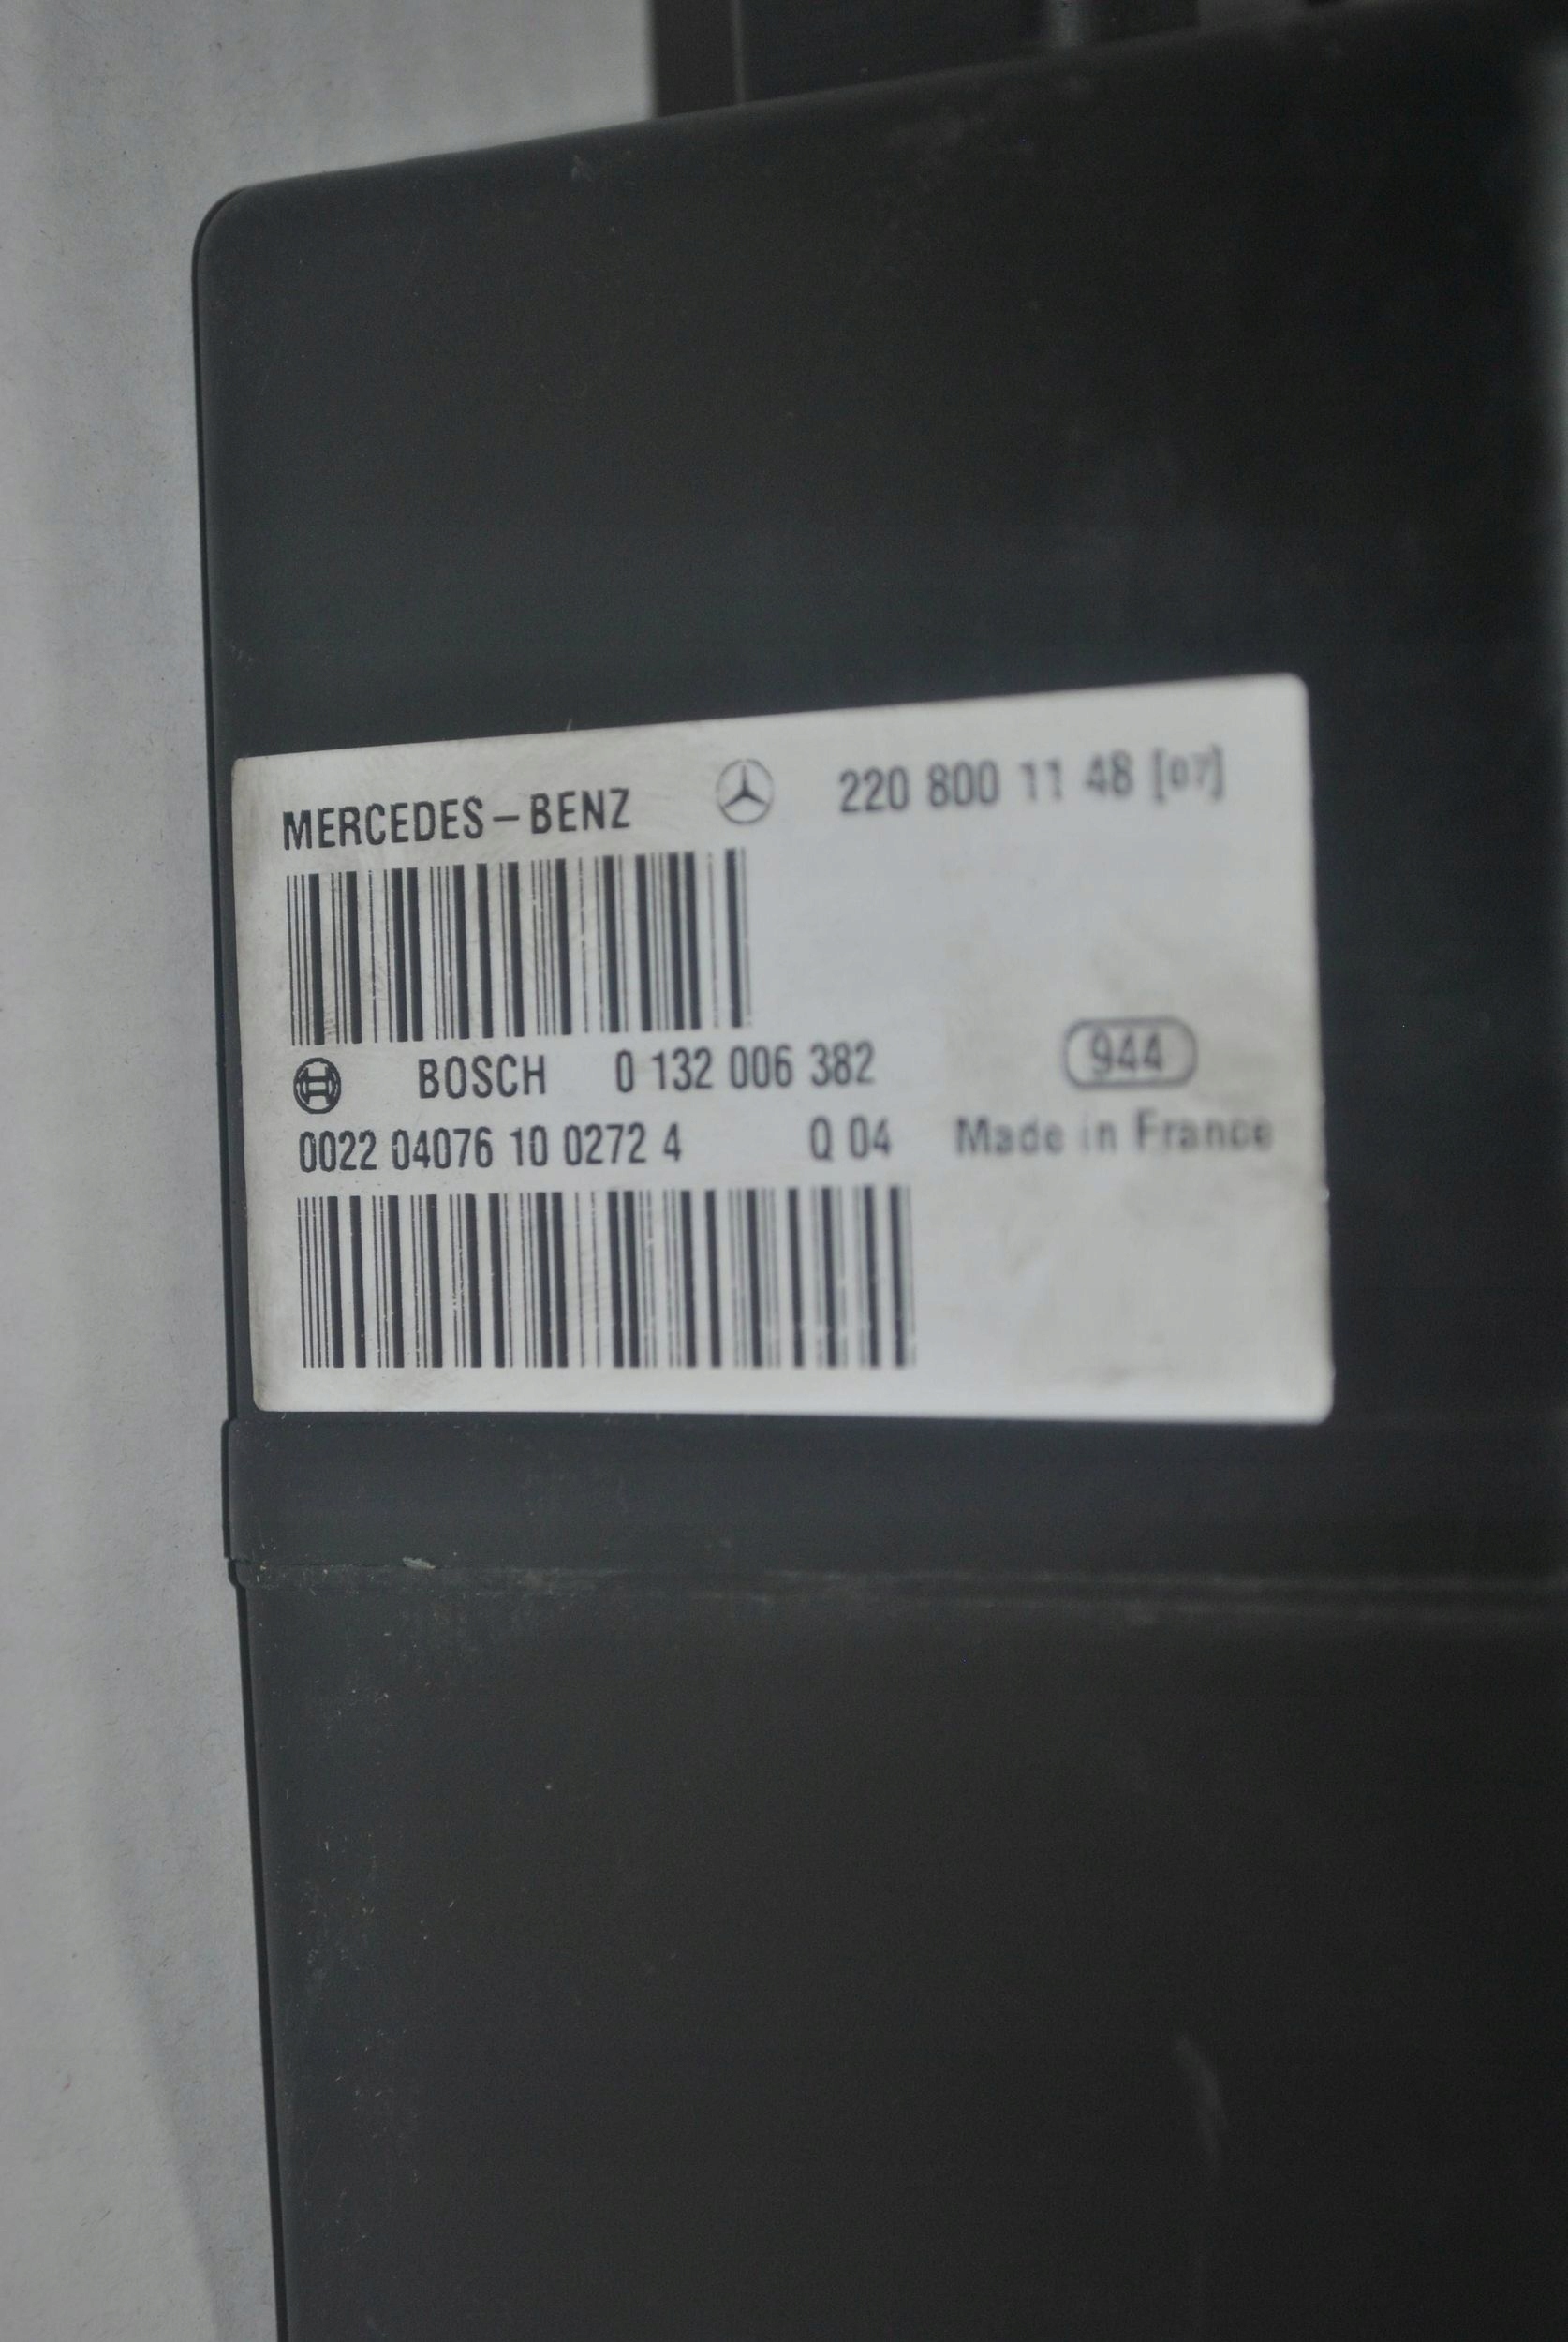 MERCEDES-BENZ 220 800 11 48 [07]
BOSCH 0 132 006 382 944
0022 04076 10 0272 4 Q 04 Made in France